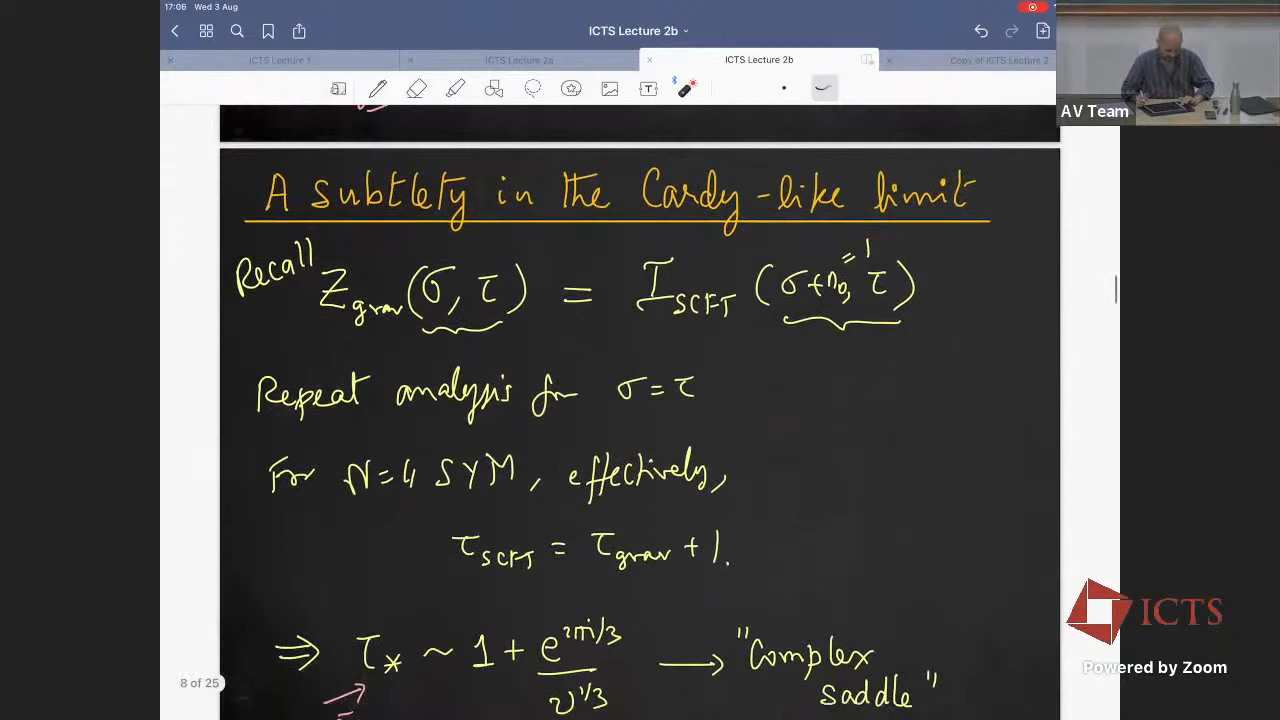 17:06 Wed 3 Aug
ICTS Lecture 2b
ICTS Lecture 1
ICTS Lecture 2a
ICTS Lecture 2b
Copy of ICTS Lecture 2
AV Team
A subtlety in the Cardy-like limit
Recall Z_grav (σ, τ) = I_SCFT (σ+n₀, τ)
= 1
Repeat analysis for σ = τ
For N=4 SYM, effectively,
τ_SCFT = τ_grav + 1.
⇒ τ_* ~ 1 + e^{2πi/3} / ν^{1/3} → "Complex
saddle"
8 of 25
ICTS
Powered by Zoom